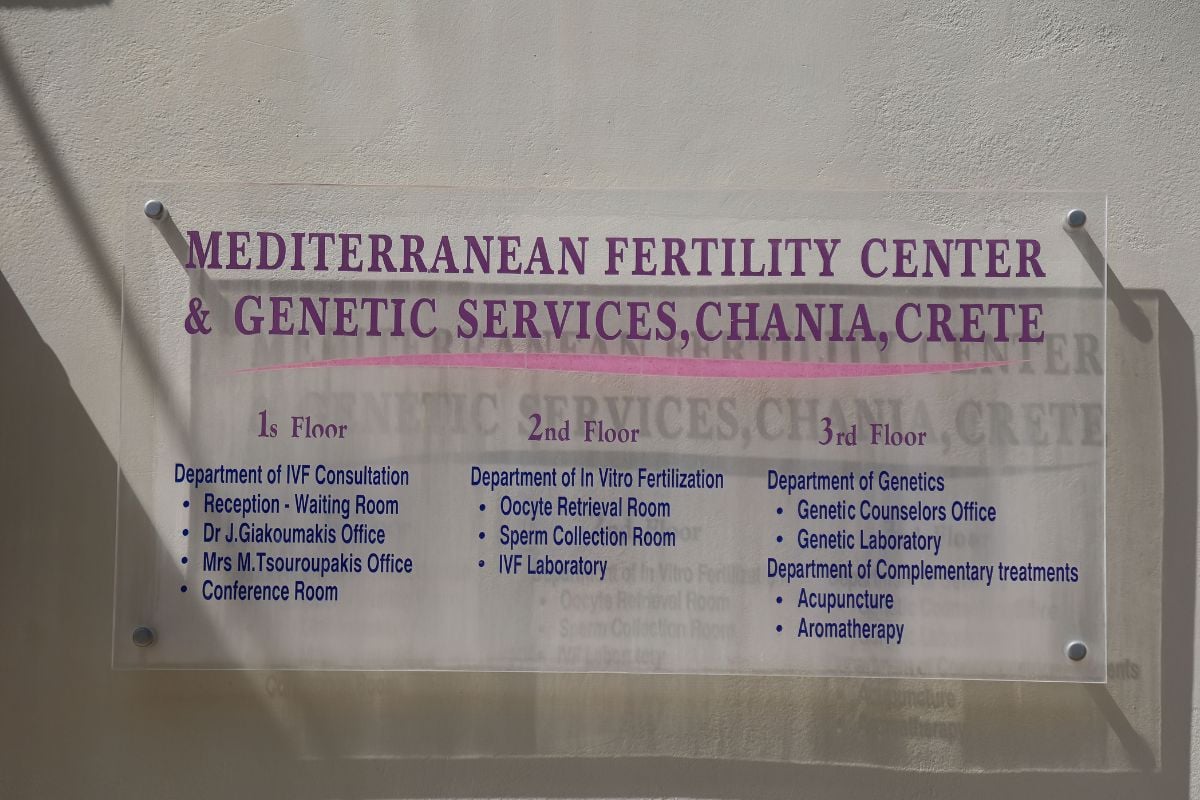 MEDITERRANEAN FERTILITY CENTER
& GENETIC SERVICES,CHANIA,CRETE
1s Floor
Department of IVF Consultation
• Reception - Waiting Room
• Dr J.Giakoumakis Office
• Mrs M.Tsouroupakis Office
• Conference Room
2nd Floor
Department of In Vitro Fertilization
• Oocyte Retrieval Room
• Sperm Collection Room
• IVF Laboratory
3rd Floor
Department of Genetics
• Genetic Counselors Office
• Genetic Laboratory
Department of Complementary treatments
• Acupuncture
• Aromatherapy